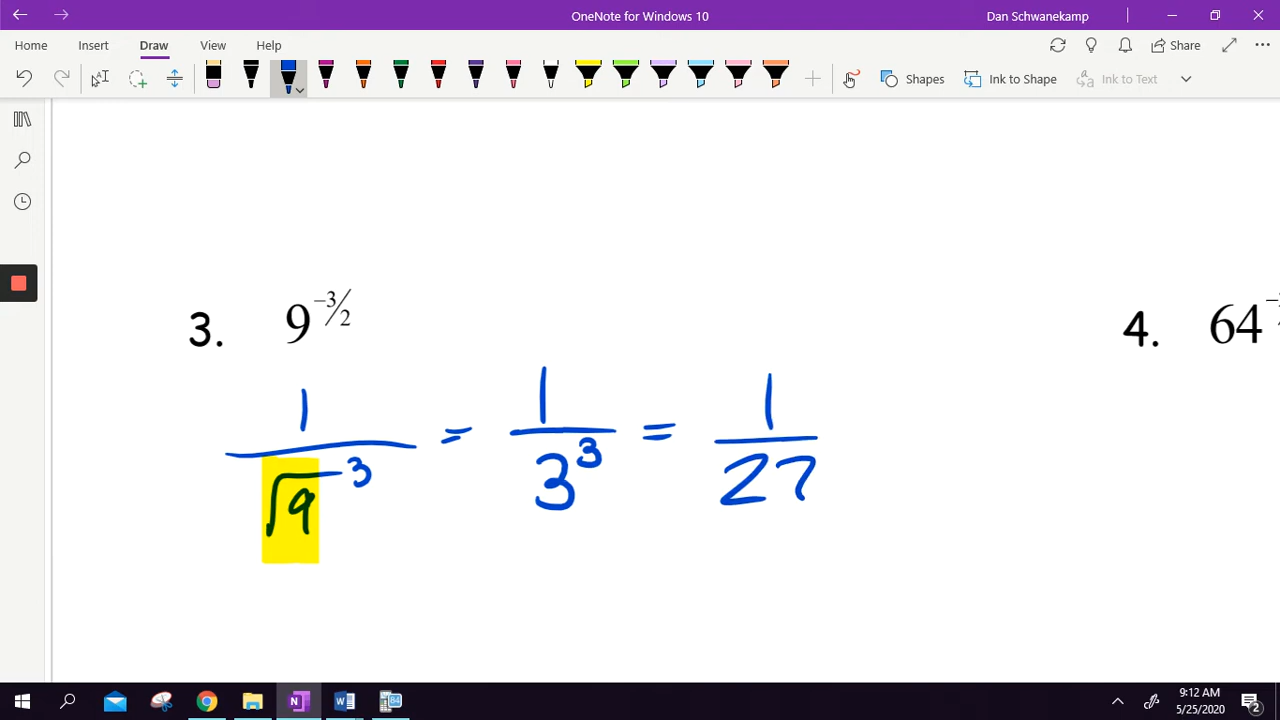 OneNote for Windows 10
Dan Schwanekamp
Home Insert Draw View Help
Share
Shapes
Ink to Shape
Ink to Text
3. 9^{-3/2}
4. 64^{-
1/√9^3 = 1/3^3 = 1/27
9:12 AM
5/25/2020
2